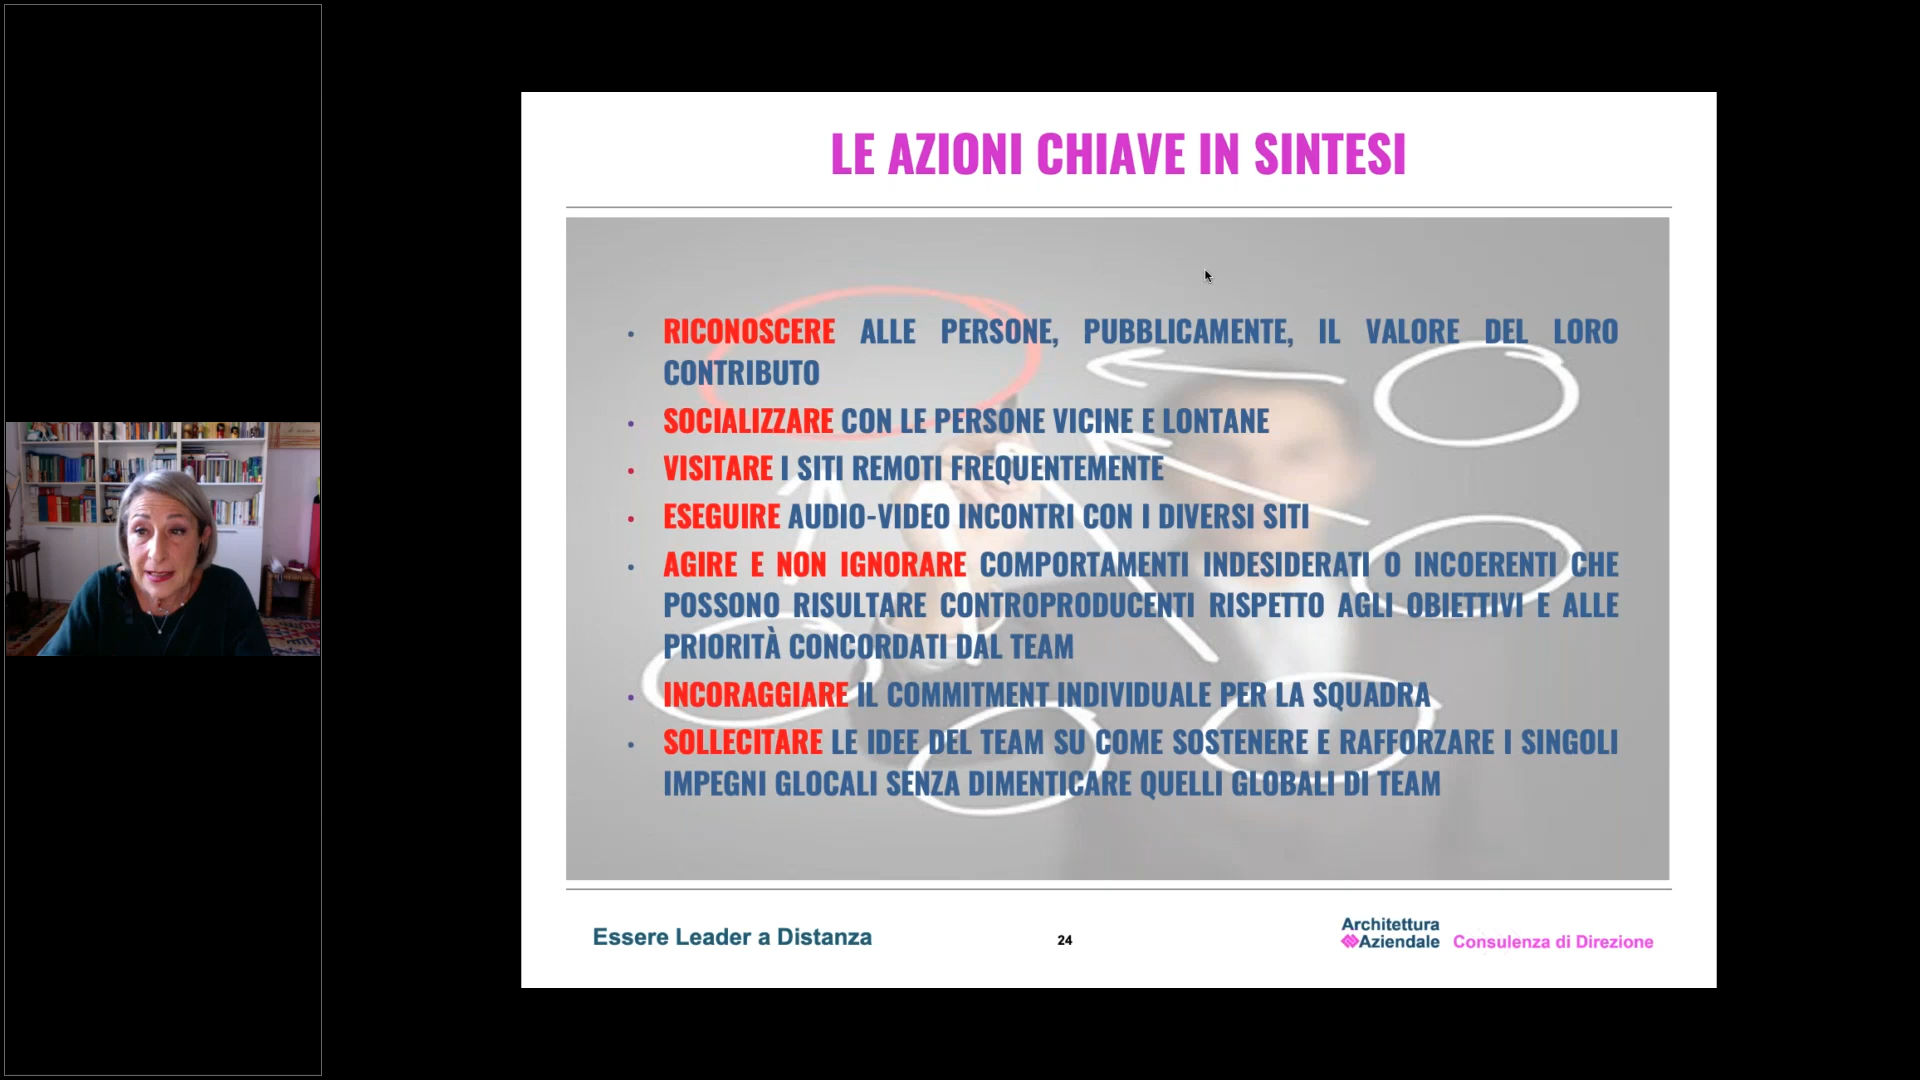 LE AZIONI CHIAVE IN SINTESI
• RICONOSCERE ALLE PERSONE, PUBBLICAMENTE, IL VALORE DEL LORO
CONTRIBUTO
• SOCIALIZZARE CON LE PERSONE VICINE E LONTANE
• VISITARE I SITI REMOTI FREQUENTEMENTE
• ESEGUIRE AUDIO-VIDEO INCONTRI CON I DIVERSI SITI
• AGIRE E NON IGNORARE COMPORTAMENTI INDESIDERATI O INCOERENTI CHE
POSSONO RISULTARE CONTROPRODUCENTI RISPETTO AGLI OBIETTIVI E ALLE
PRIORITÀ CONCORDATI DAL TEAM
• INCORAGGIARE IL COMMITMENT INDIVIDUALE PER LA SQUADRA
• SOLLECITARE LE IDEE DEL TEAM SU COME SOSTENERE E RAFFORZARE I SINGOLI
IMPEGNI GLOCALI SENZA DIMENTICARE QUELLI GLOBALI DI TEAM
Essere Leader a Distanza
24
Architettura
Aziendale Consulenza di Direzione